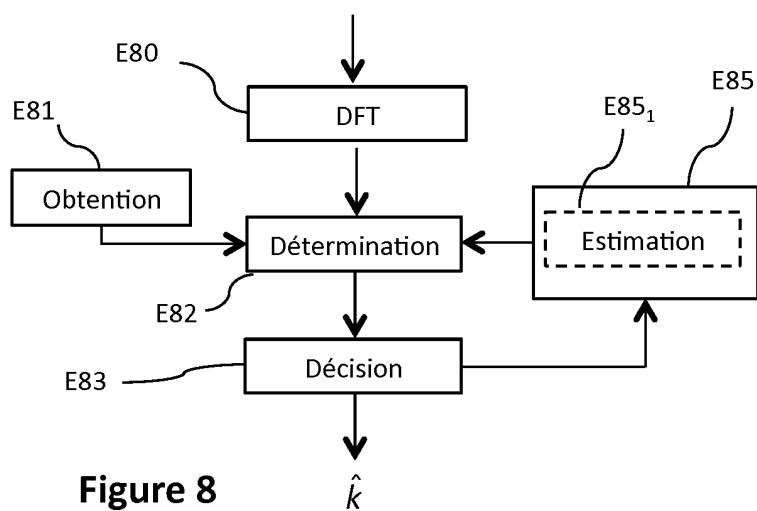 E80
DFT
E81
Obtention
E85₁
E85
Détermination
Estimation
E82
E83
Décision
Figure 8
k̂